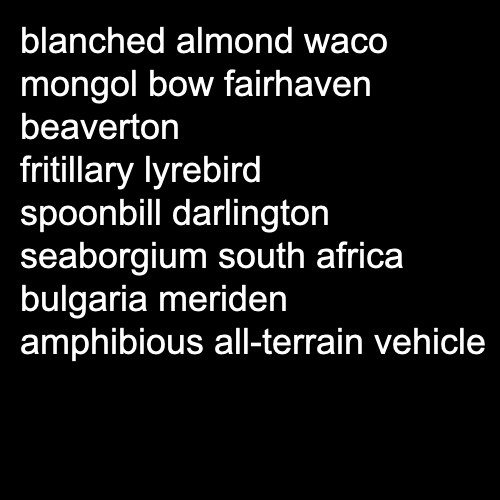 blanched almond waco
mongol bow fairhaven
beaverton
fritillary lyrebird
spoonbill darlington
seaborgium south africa
bulgaria meriden
amphibious all-terrain vehicle